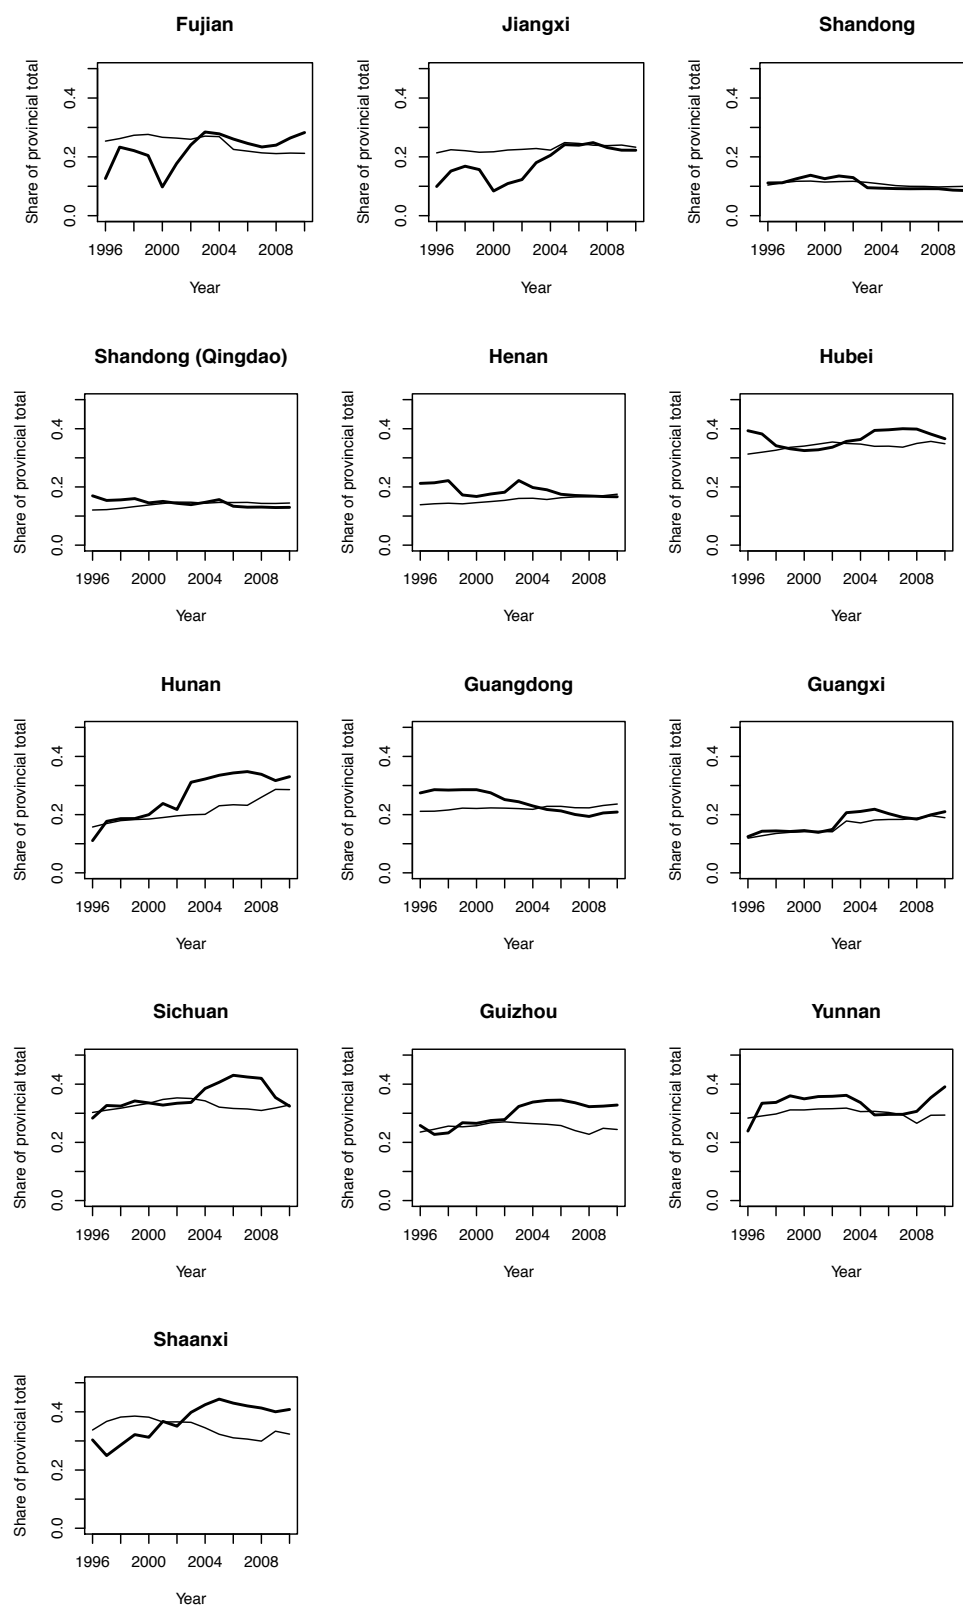 Fujian
Share of provincial total
0.0 0.2 0.4
1996 2000 2004 2008
Year
Jiangxi
Share of provincial total
0.0 0.2 0.4
1996 2000 2004 2008
Year
Shandong
Share of provincial total
0.0 0.2 0.4
1996 2000 2004 2008
Year
Shandong (Qingdao)
Share of provincial total
0.0 0.2 0.4
1996 2000 2004 2008
Year
Henan
Share of provincial total
0.0 0.2 0.4
1996 2000 2004 2008
Year
Hubei
Share of provincial total
0.0 0.2 0.4
1996 2000 2004 2008
Year
Hunan
Share of provincial total
0.0 0.2 0.4
1996 2000 2004 2008
Year
Guangdong
Share of provincial total
0.0 0.2 0.4
1996 2000 2004 2008
Year
Guangxi
Share of provincial total
0.0 0.2 0.4
1996 2000 2004 2008
Year
Sichuan
Share of provincial total
0.0 0.2 0.4
1996 2000 2004 2008
Year
Guizhou
Share of provincial total
0.0 0.2 0.4
1996 2000 2004 2008
Year
Yunnan
Share of provincial total
0.0 0.2 0.4
1996 2000 2004 2008
Year
Shaanxi
Share of provincial total
0.0 0.2 0.4
1996 2000 2004 2008
Year